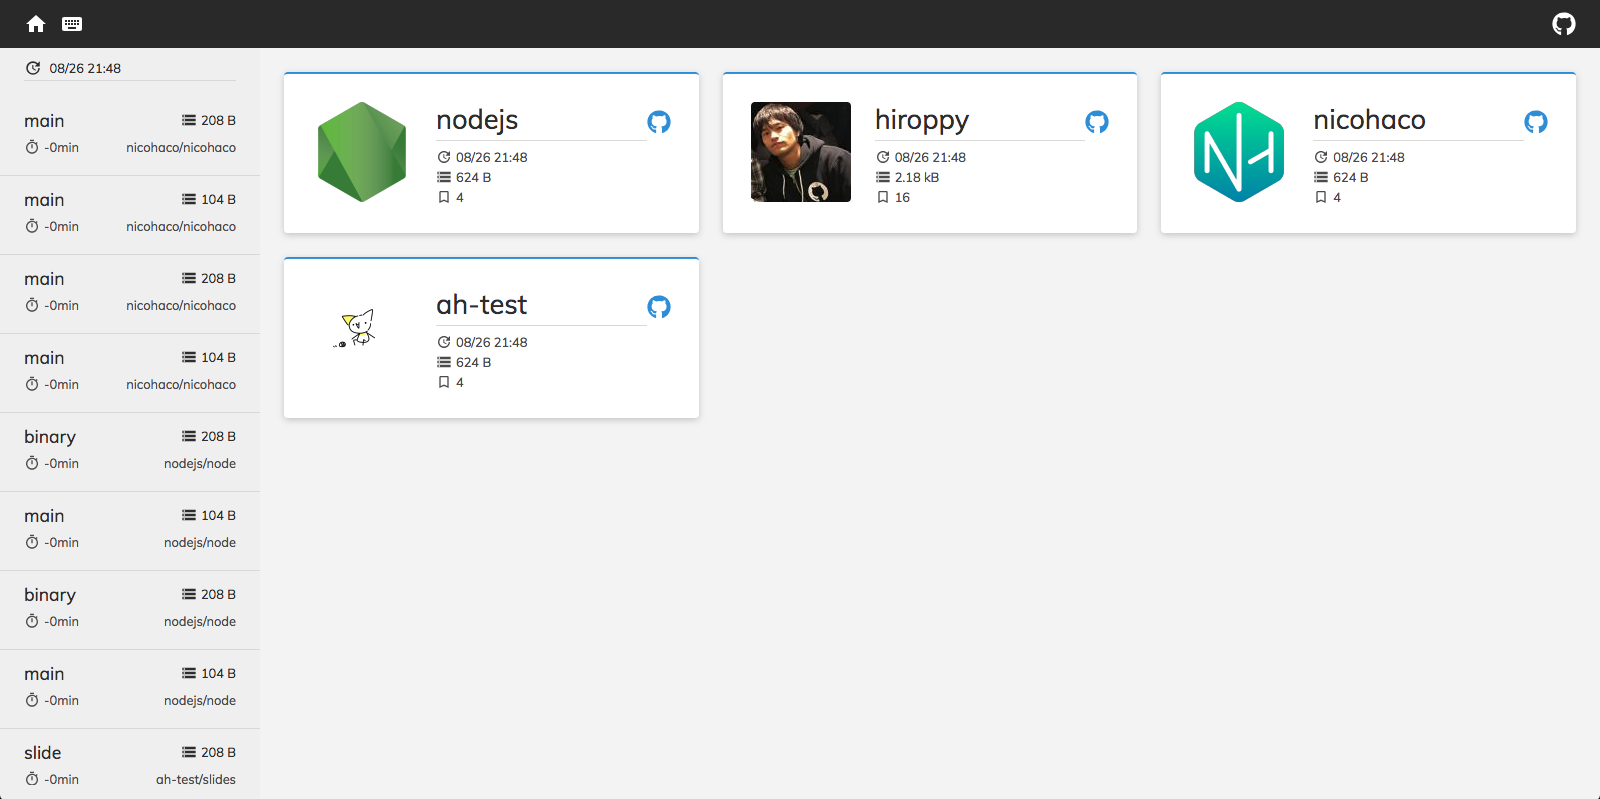 08/26 21:48
main 208 B
-0min nicohaco/nicohaco
main 104 B
-0min nicohaco/nicohaco
main 208 B
-0min nicohaco/nicohaco
main 104 B
-0min nicohaco/nicohaco
binary 208 B
-0min nodejs/node
main 104 B
-0min nodejs/node
binary 208 B
-0min nodejs/node
main 104 B
-0min nodejs/node
slide 208 B
-0min ah-test/slides
nodejs
08/26 21:48
624 B
4
hiroppy
08/26 21:48
2.18 kB
16
NH
nicohaco
08/26 21:48
624 B
4
ah-test
08/26 21:48
624 B
4